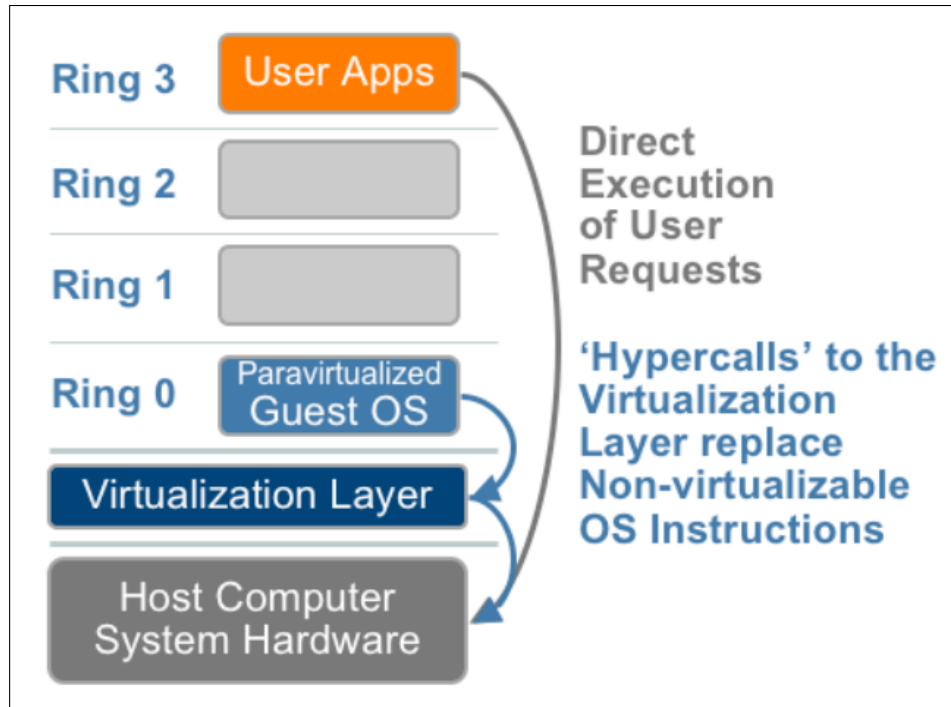 Ring 3
User Apps
Ring 2
Ring 1
Ring 0
Paravirtualized
Guest OS
Virtualization Layer
Host Computer
System Hardware
Direct
Execution
of User
Requests
‘Hypercalls’ to the
Virtualization
Layer replace
Non-virtualizable
OS Instructions